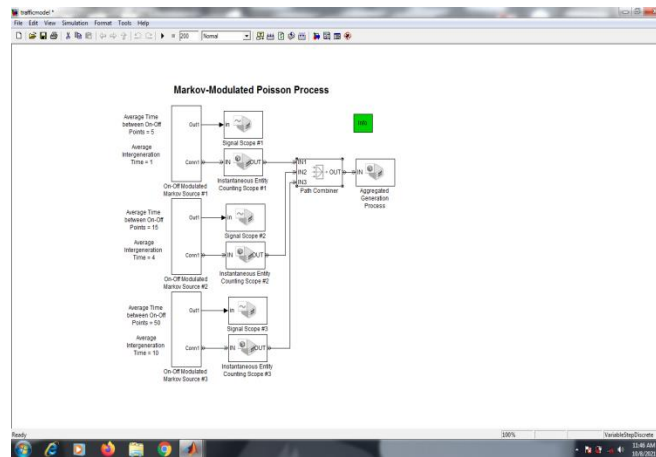 trafficmodel *
File Edit View Simulation Format Tools Help
200
Normal
Markov-Modulated Poisson Process
Average Time
between On-Off
Points = 5
Average
Intergeneration
Time = 1
Out1
Conn1
On-Off Modulated
Markov Source #1
In
Signal Scope #1
IN
OUT
Instantaneous Entity
Counting Scope #1
Average Time
between On-Off
Points = 15
Average
Intergeneration
Time = 4
Out1
Conn1
On-Off Modulated
Markov Source #2
In
Signal Scope #2
IN
OUT
Instantaneous Entity
Counting Scope #2
Average Time
between On-Off
Points = 50
Average
Intergeneration
Time = 10
Out1
Conn1
On-Off Modulated
Markov Source #3
In
Signal Scope #3
IN
OUT
Instantaneous Entity
Counting Scope #3
IN1
IN2
IN3
OUT
Path Combiner
IN
Aggregated
Generation
Process
Ready
100%
VariableStepDiscrete
11:46 AM